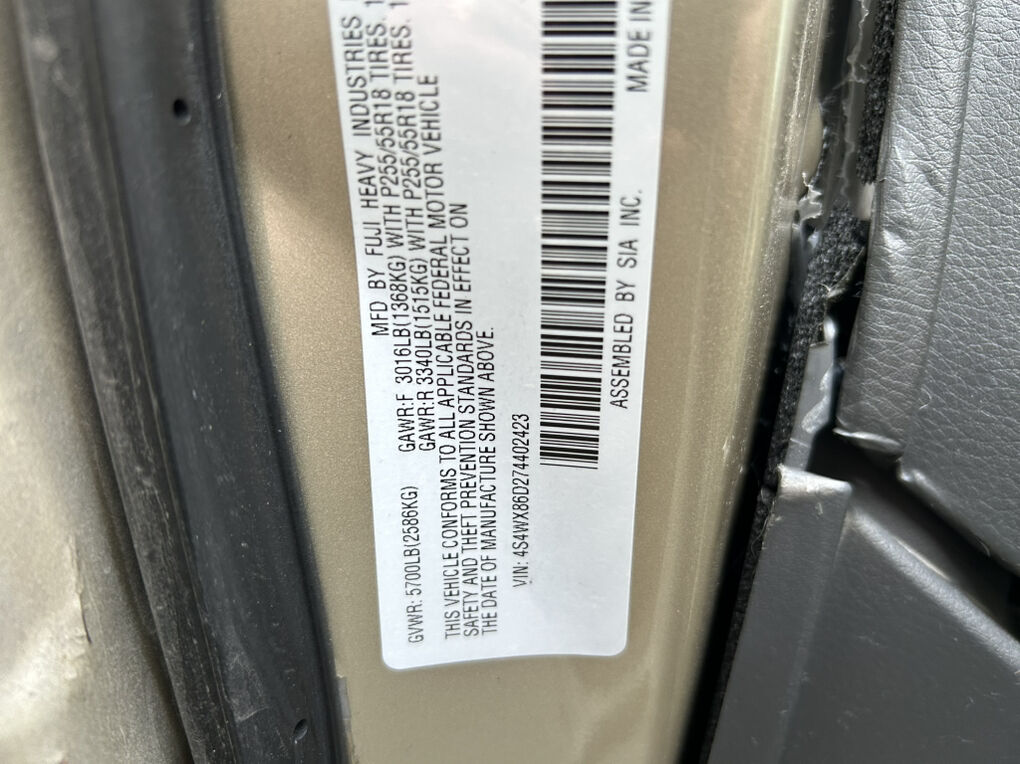 MFD BY FUJI HEAVY INDUSTRIES
GVWR: 5700LB(2586KG) GAWR:F 3016LB(1368KG) WITH P255/55R18 TIRES. 1
GAWR:R 3340LB(1515KG) WITH P255/55R18 TIRES. 1
THIS VEHICLE CONFORMS TO ALL APPLICABLE FEDERAL MOTOR VEHICLE
SAFETY AND THEFT PREVENTION STANDARDS IN EFFECT ON
THE DATE OF MANUFACTURE SHOWN ABOVE.
VIN: 4S4WX86D274402423
ASSEMBLED BY SIA INC. MADE IN